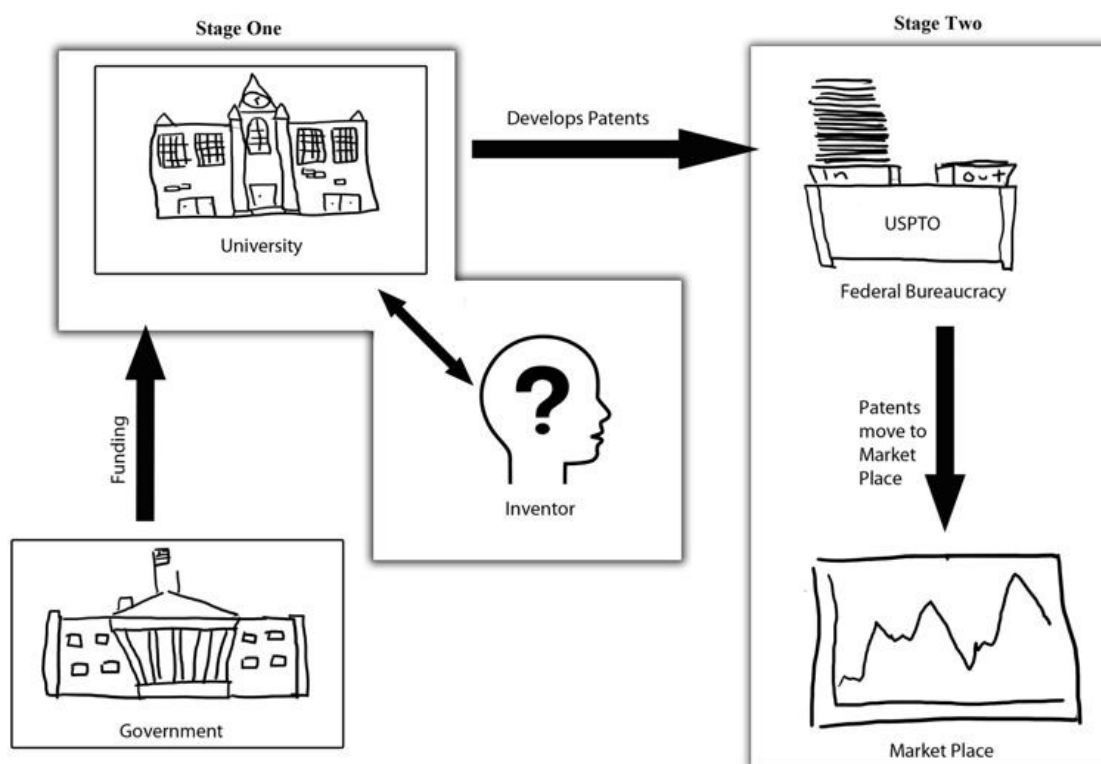 Stage One
Stage Two
Develops Patents
In
out
USPTO
University
Federal Bureaucracy
Funding
Patents
move to
Market
Place
Inventor
Government
Market Place